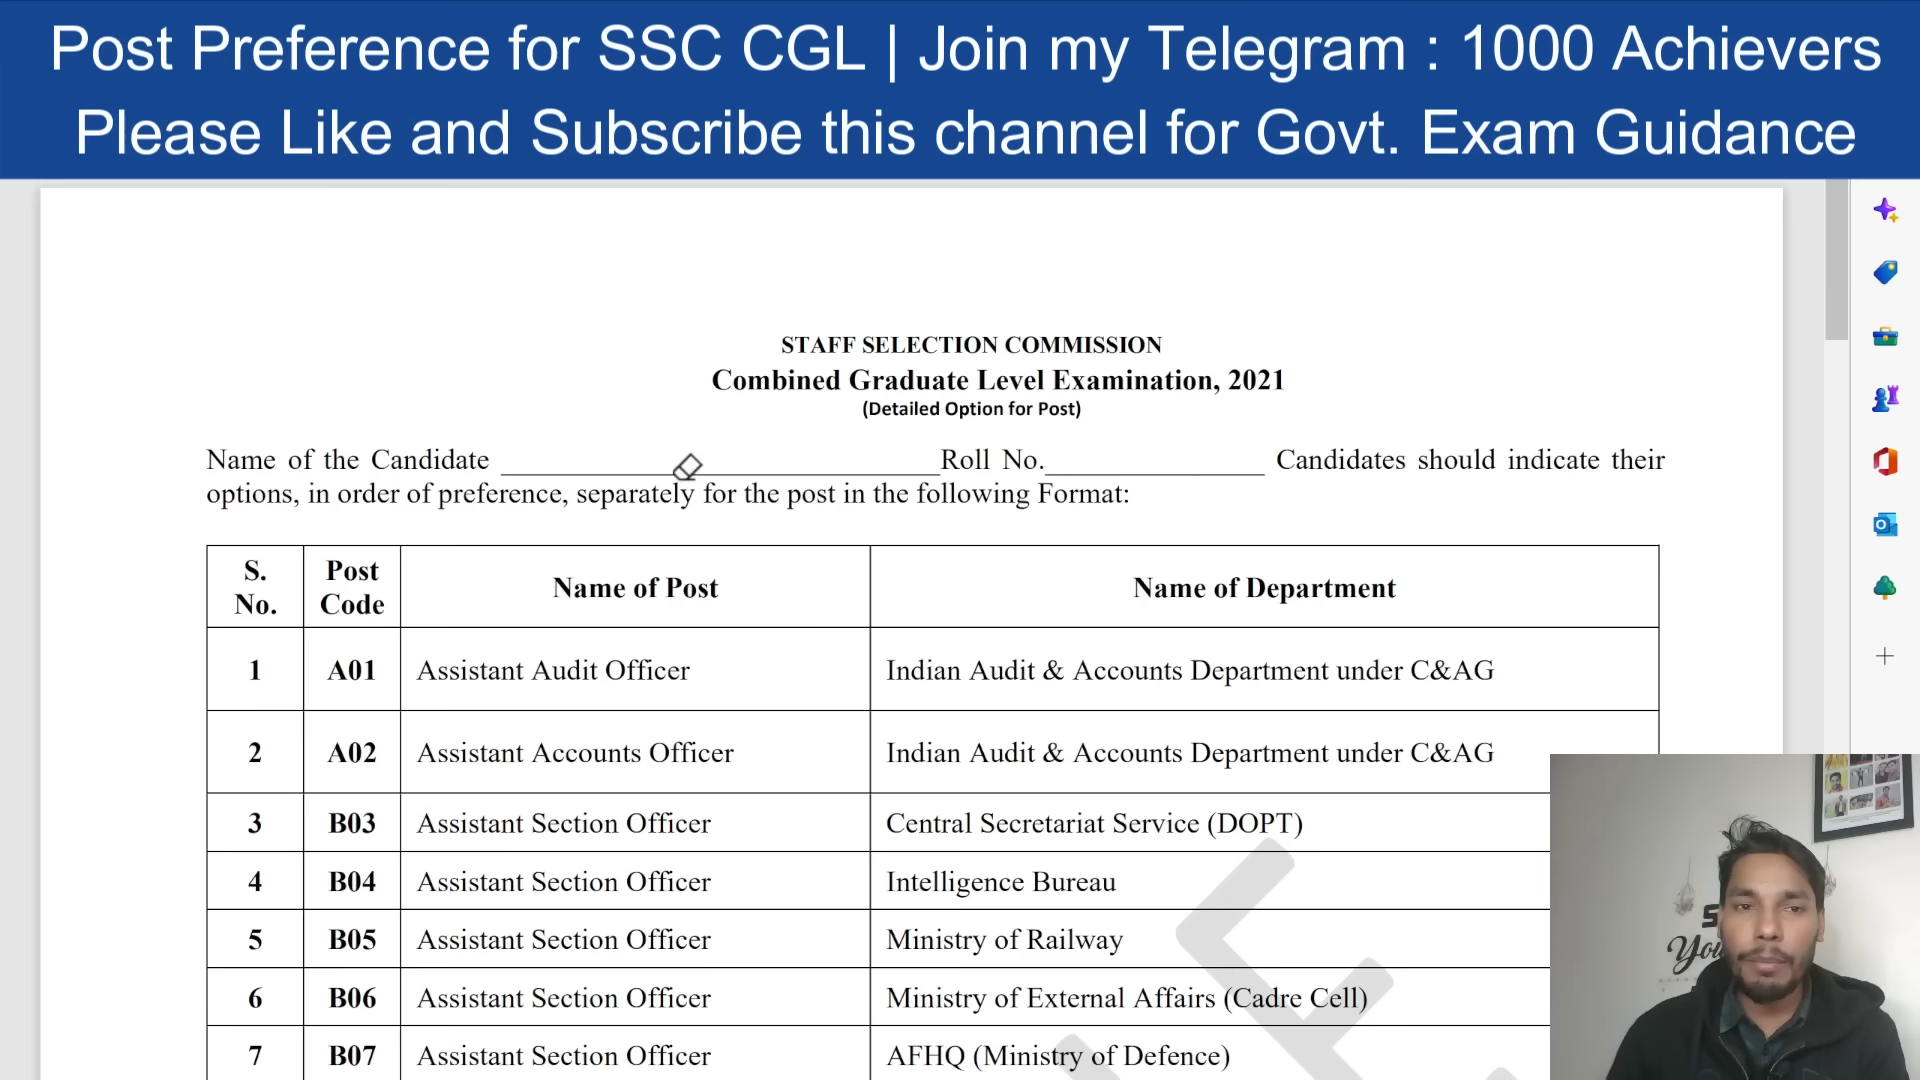 Post Preference for SSC CGL | Join my Telegram : 1000 Achievers
Please Like and Subscribe this channel for Govt. Exam Guidance
STAFF SELECTION COMMISSION
Combined Graduate Level Examination, 2021
(Detailed Option for Post)
Name of the Candidate ______________________________Roll No._______________ Candidates should indicate their
options, in order of preference, separately for the post in the following Format:
S. No. Post Code Name of Post Name of Department
1 A01 Assistant Audit Officer Indian Audit & Accounts Department under C&AG
2 A02 Assistant Accounts Officer Indian Audit & Accounts Department under C&AG
3 B03 Assistant Section Officer Central Secretariat Service (DOPT)
4 B04 Assistant Section Officer Intelligence Bureau
5 B05 Assistant Section Officer Ministry of Railway
6 B06 Assistant Section Officer Ministry of External Affairs (Cadre Cell)
7 B07 Assistant Section Officer AFHQ (Ministry of Defence)